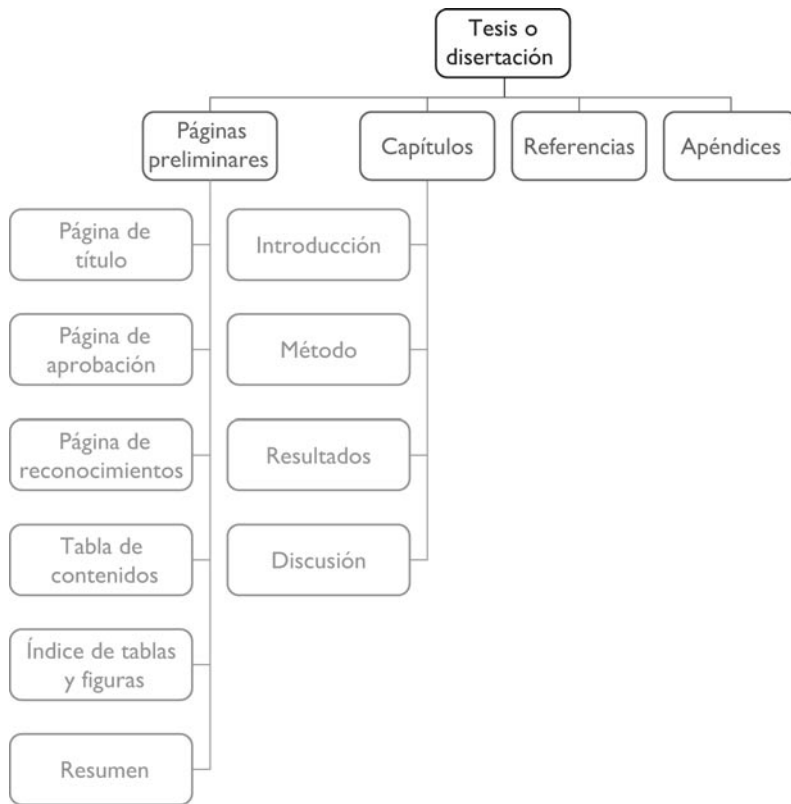 Tesis o
disertación
Páginas
preliminares
Capítulos
Referencias
Apéndices
Página de
título
Página de
aprobación
Página de
reconocimientos
Tabla de
contenidos
Índice de tablas
y figuras
Resumen
Introducción
Método
Resultados
Discusión